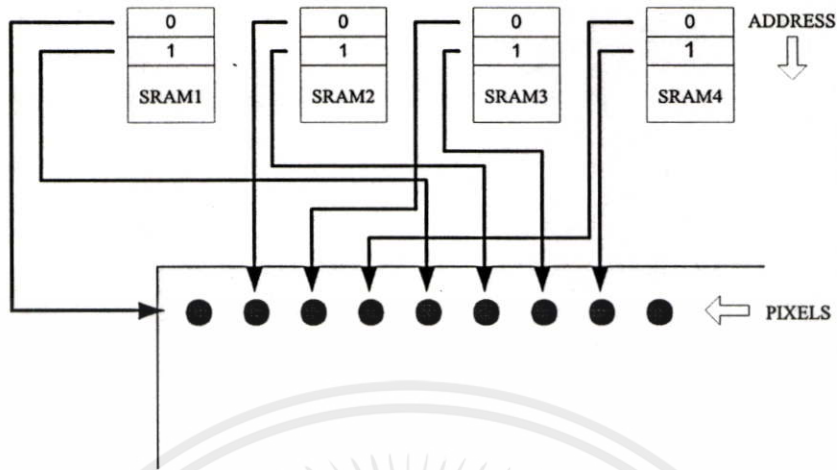 0 0 0 0 ADDRESS
1 1 1 1
SRAM1 SRAM2 SRAM3 SRAM4
PIXELS